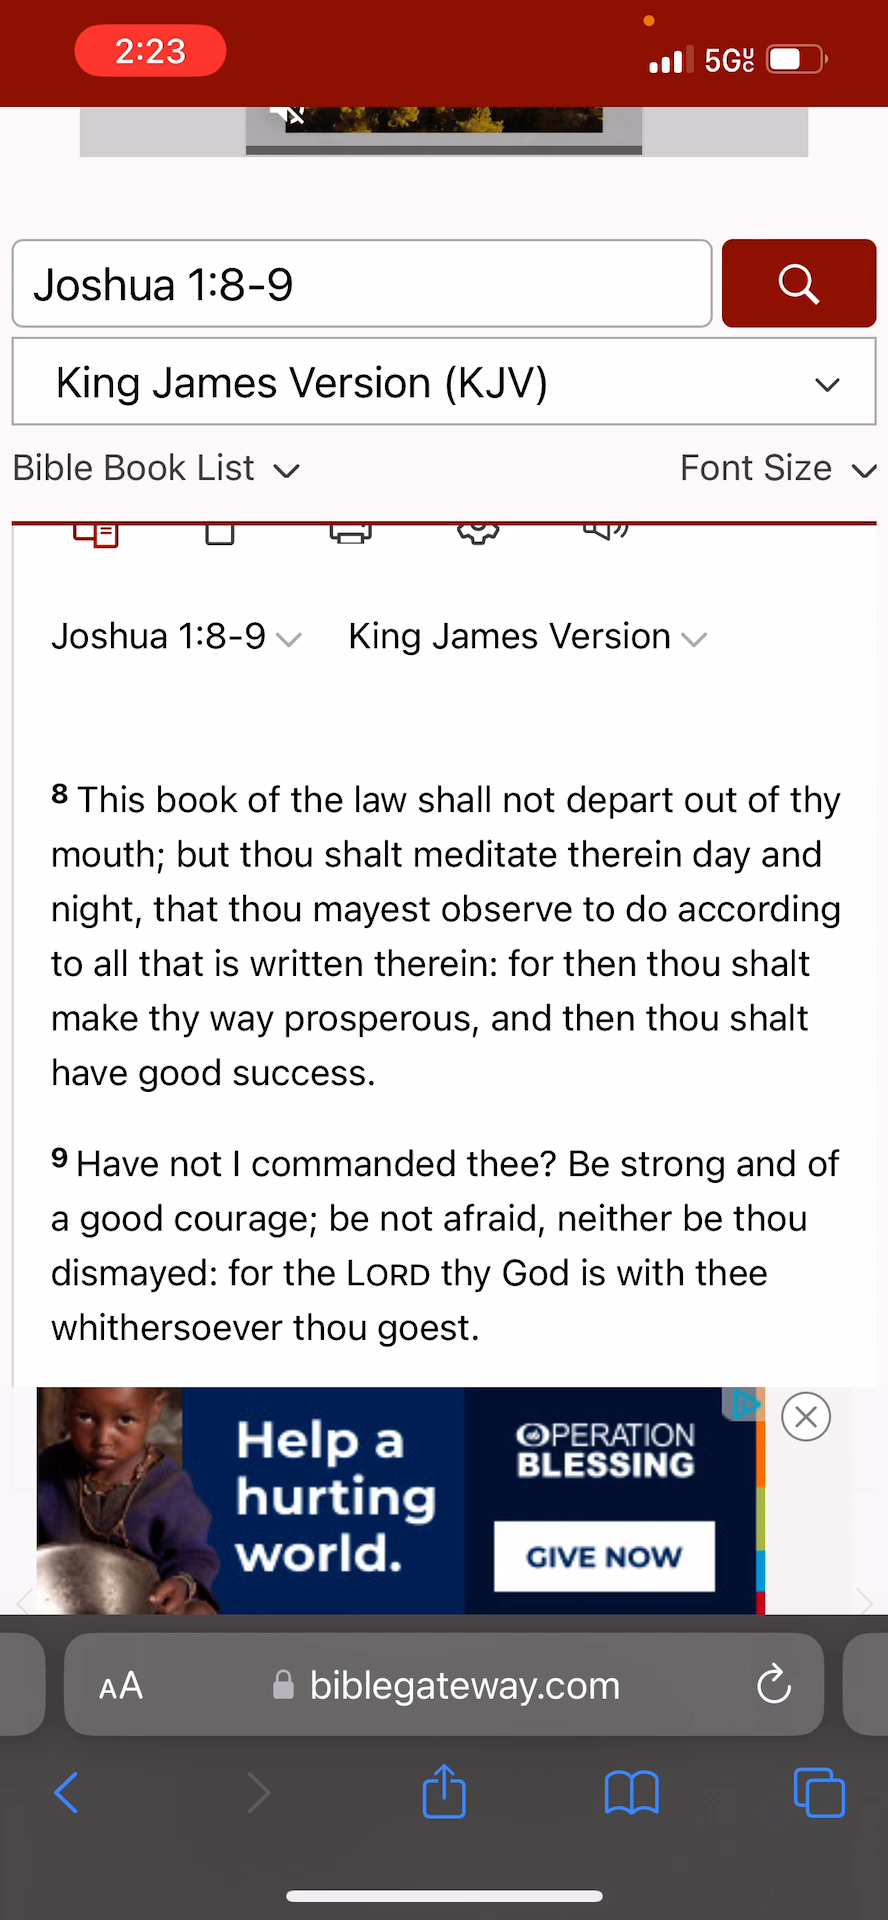 2:23
5GUC
Joshua 1:8-9
King James Version (KJV)
Bible Book List
Font Size
Joshua 1:8-9 King James Version
8 This book of the law shall not depart out of thy
mouth; but thou shalt meditate therein day and
night, that thou mayest observe to do according
to all that is written therein: for then thou shalt
make thy way prosperous, and then thou shalt
have good success.
9 Have not I commanded thee? Be strong and of
a good courage; be not afraid, neither be thou
dismayed: for the LORD thy God is with thee
whithersoever thou goest.
Help a
hurting
world.
OPERATION
BLESSING
GIVE NOW
AA
biblegateway.com